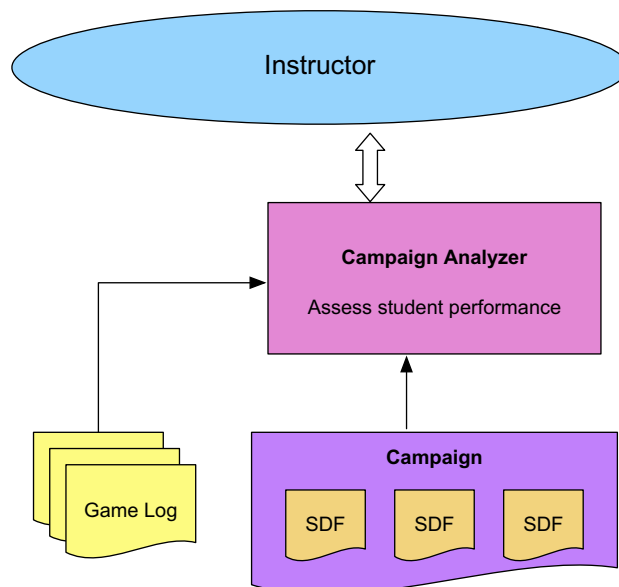 Instructor
Campaign Analyzer
Assess student performance
Campaign
Game Log
SDF
SDF
SDF